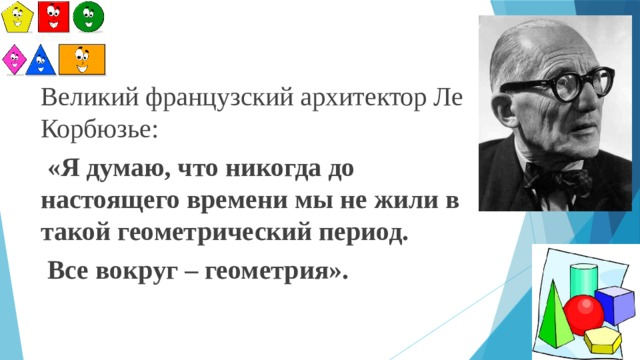 Великий французский архитектор Ле
Корбюзье:
«Я думаю, что никогда до
настоящего времени мы не жили в
такой геометрический период.
Все вокруг – геометрия».